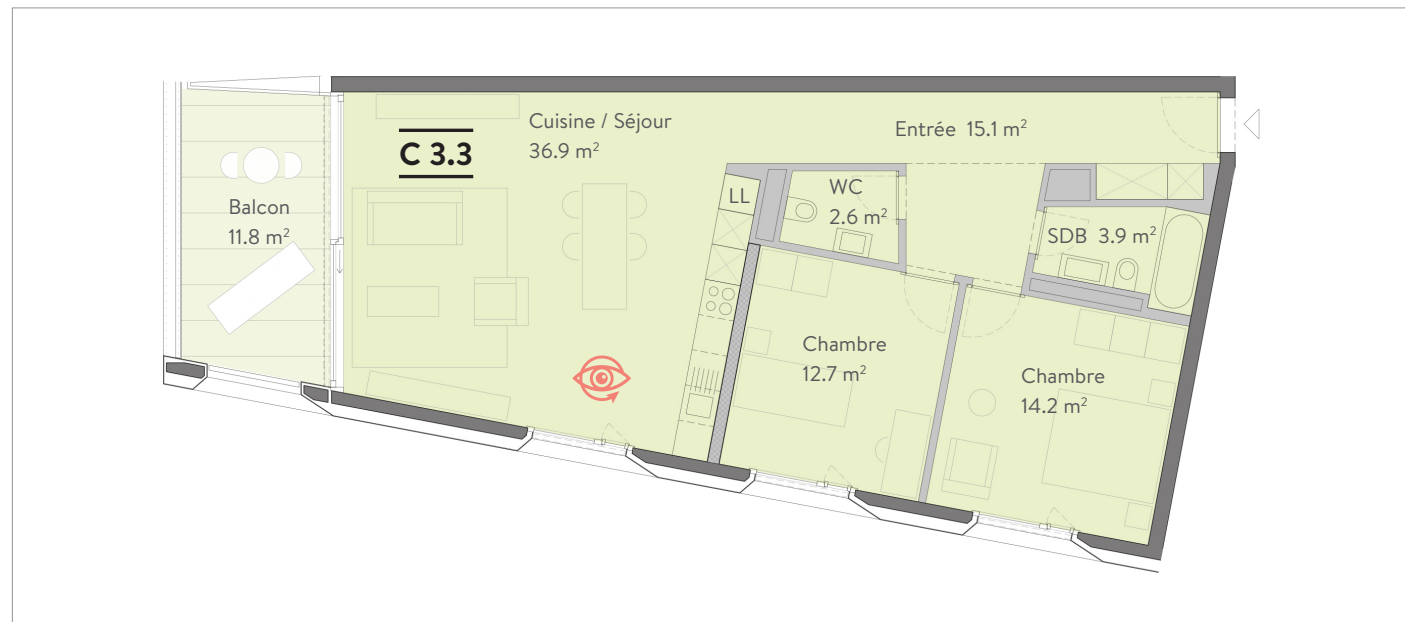 Cuisine / Séjour
36.9 m²
C 3.3
Entrée 15.1 m²
LL
WC
2.6 m²
Balcon
11.8 m²
SDB 3.9 m²
Chambre
12.7 m²
Chambre
14.2 m²